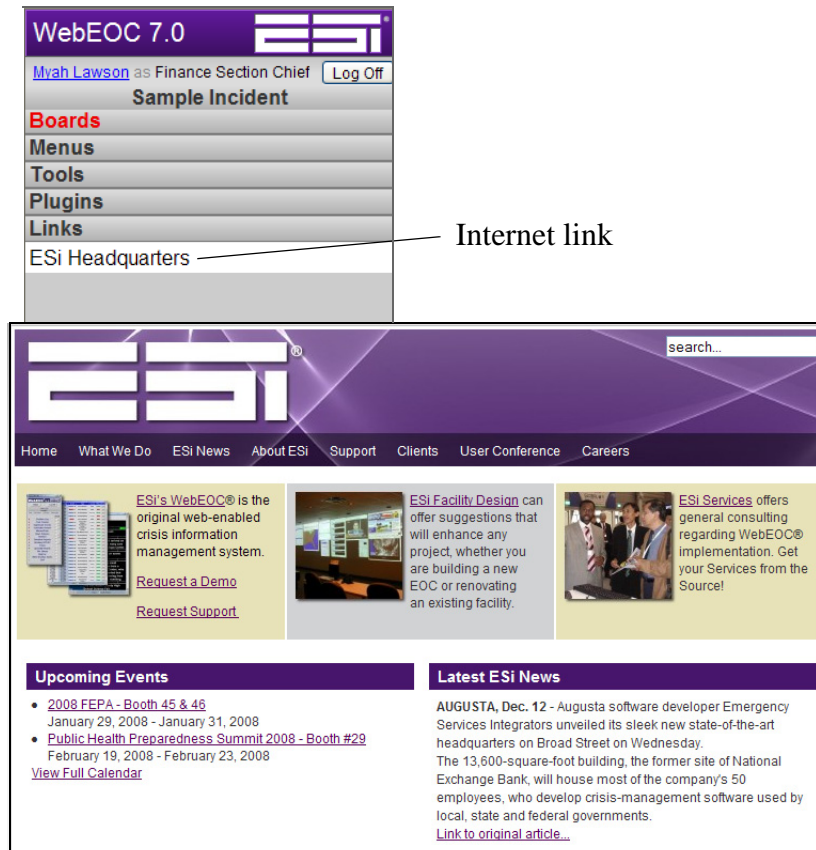 WebEOC 7.0
ESi®
Myah Lawson as Finance Section Chief Log Off
Sample Incident
Boards
Menus
Tools
Plugins
Links
ESi Headquarters
Internet link
ESi®
search...
Home What We Do ESi News About ESi Support Clients User Conference Careers
ESi's WebEOC® is the
original web-enabled
crisis information
management system.
Request a Demo
Request Support
ESi Facility Design can
offer suggestions that
will enhance any
project, whether you
are building a new
EOC or renovating
an existing facility.
ESi Services offers
general consulting
regarding WebEOC®
implementation. Get
your Services from the
Source!
Upcoming Events
• 2008 FEPA - Booth 45 & 46
January 29, 2008 - January 31, 2008
• Public Health Preparedness Summit 2008 - Booth #29
February 19, 2008 - February 23, 2008
View Full Calendar
Latest ESi News
AUGUSTA, Dec. 12 - Augusta software developer Emergency
Services Integrators unveiled its sleek new state-of-the-art
headquarters on Broad Street on Wednesday.
The 13,600-square-foot building, the former site of National
Exchange Bank, will house most of the company's 50
employees, who develop crisis-management software used by
local, state and federal governments.
Link to original article...